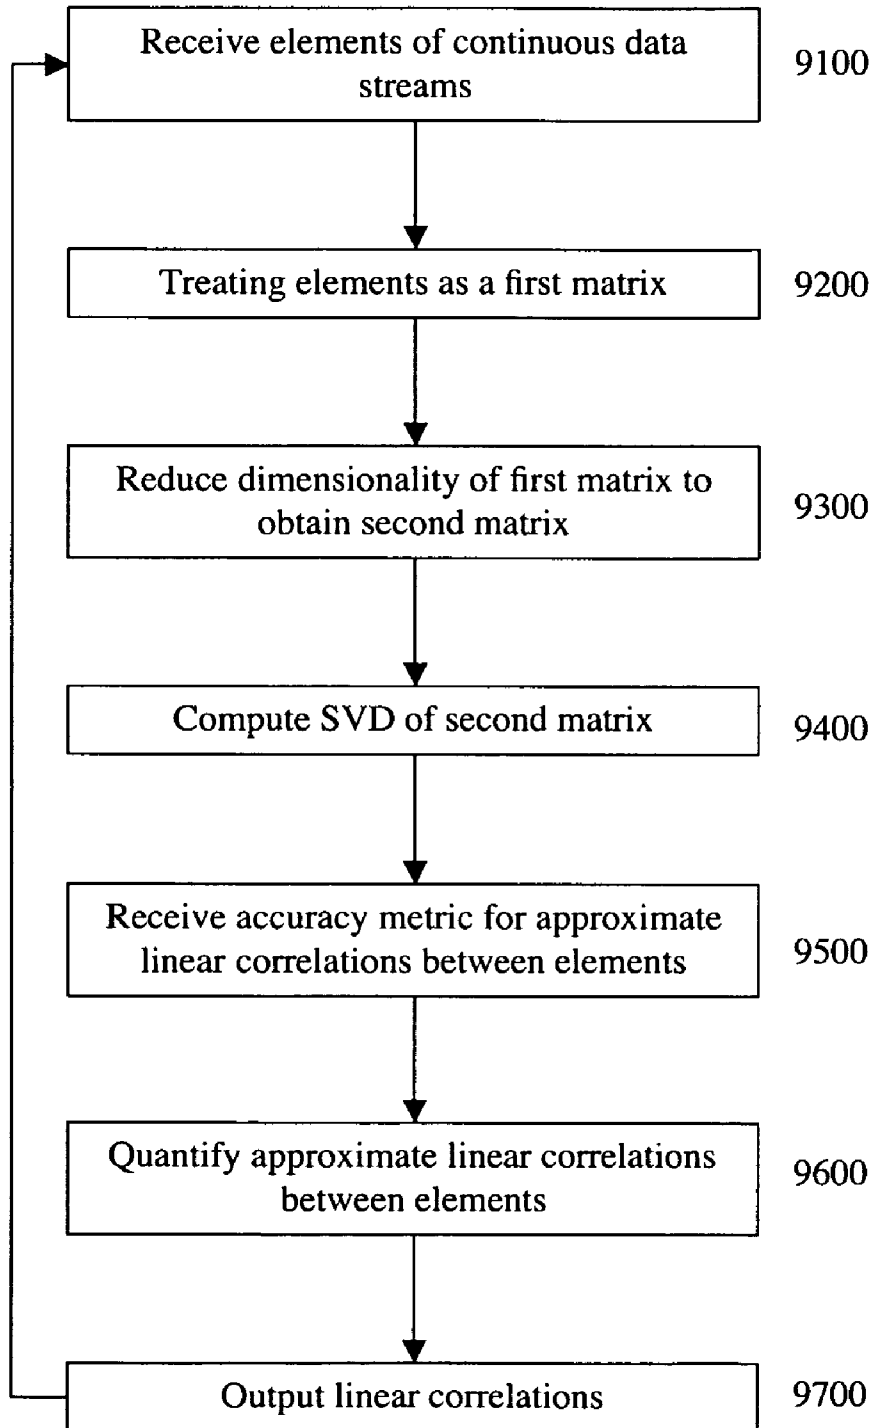 Receive elements of continuous data
streams
9100
Treating elements as a first matrix
9200
Reduce dimensionality of first matrix to
obtain second matrix
9300
Compute SVD of second matrix
9400
Receive accuracy metric for approximate
linear correlations between elements
9500
Quantify approximate linear correlations
between elements
9600
Output linear correlations
9700